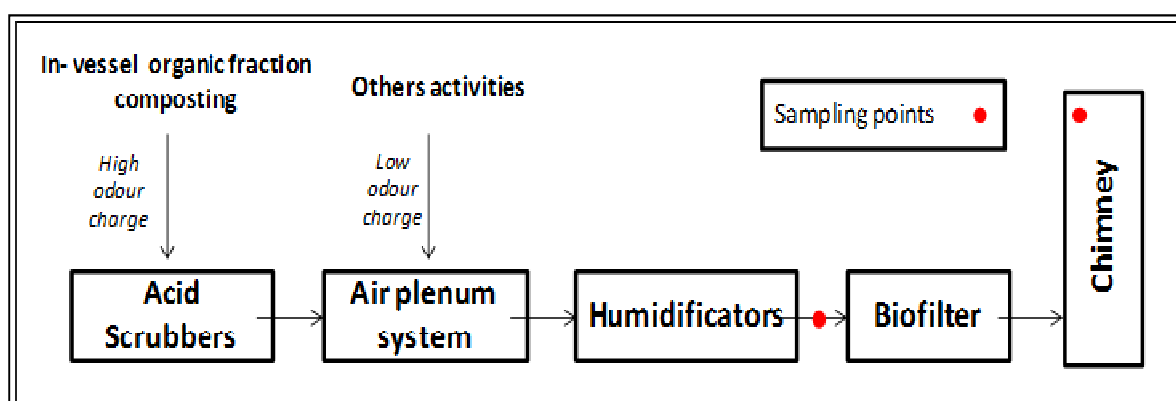 In- vessel organic fraction
composting
Others activities
Sampling points
High
odour
charge
Low
odour
charge
Acid
Scrubbers
Air plenum
system
Humidificators
Biofilter
Chimney